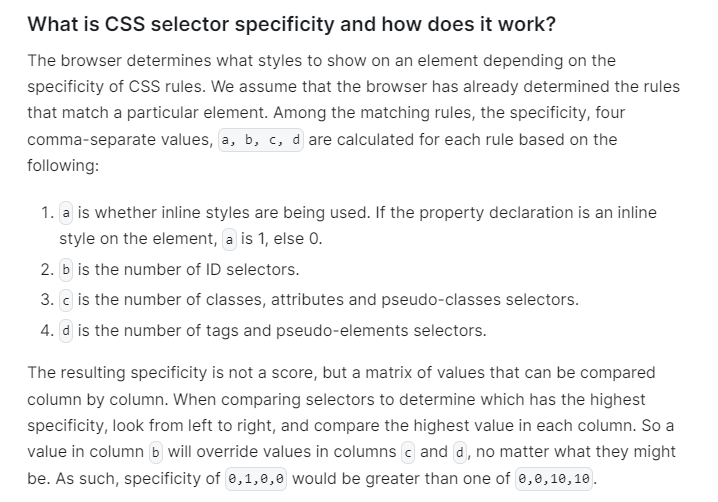 What is CSS selector specificity and how does it work?
The browser determines what styles to show on an element depending on the
specificity of CSS rules. We assume that the browser has already determined the rules
that match a particular element. Among the matching rules, the specificity, four
comma-separate values, a, b, c, d are calculated for each rule based on the
following:
1. a is whether inline styles are being used. If the property declaration is an inline
style on the element, a is 1, else 0.
2. b is the number of ID selectors.
3. c is the number of classes, attributes and pseudo-classes selectors.
4. d is the number of tags and pseudo-elements selectors.
The resulting specificity is not a score, but a matrix of values that can be compared
column by column. When comparing selectors to determine which has the highest
specificity, look from left to right, and compare the highest value in each column. So a
value in column b will override values in columns c and d, no matter what they might
be. As such, specificity of 0,1,0,0 would be greater than one of 0,0,10,10.